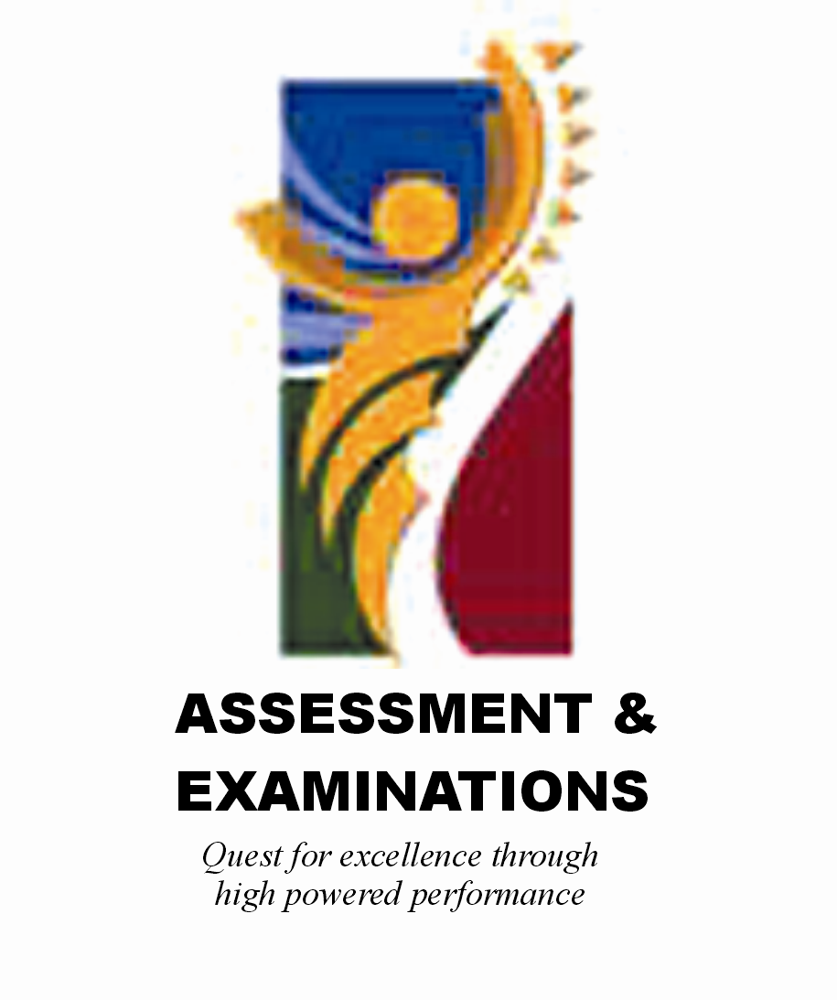 ASSESSMENT &
EXAMINATIONS
Quest for excellence through
high powered performance